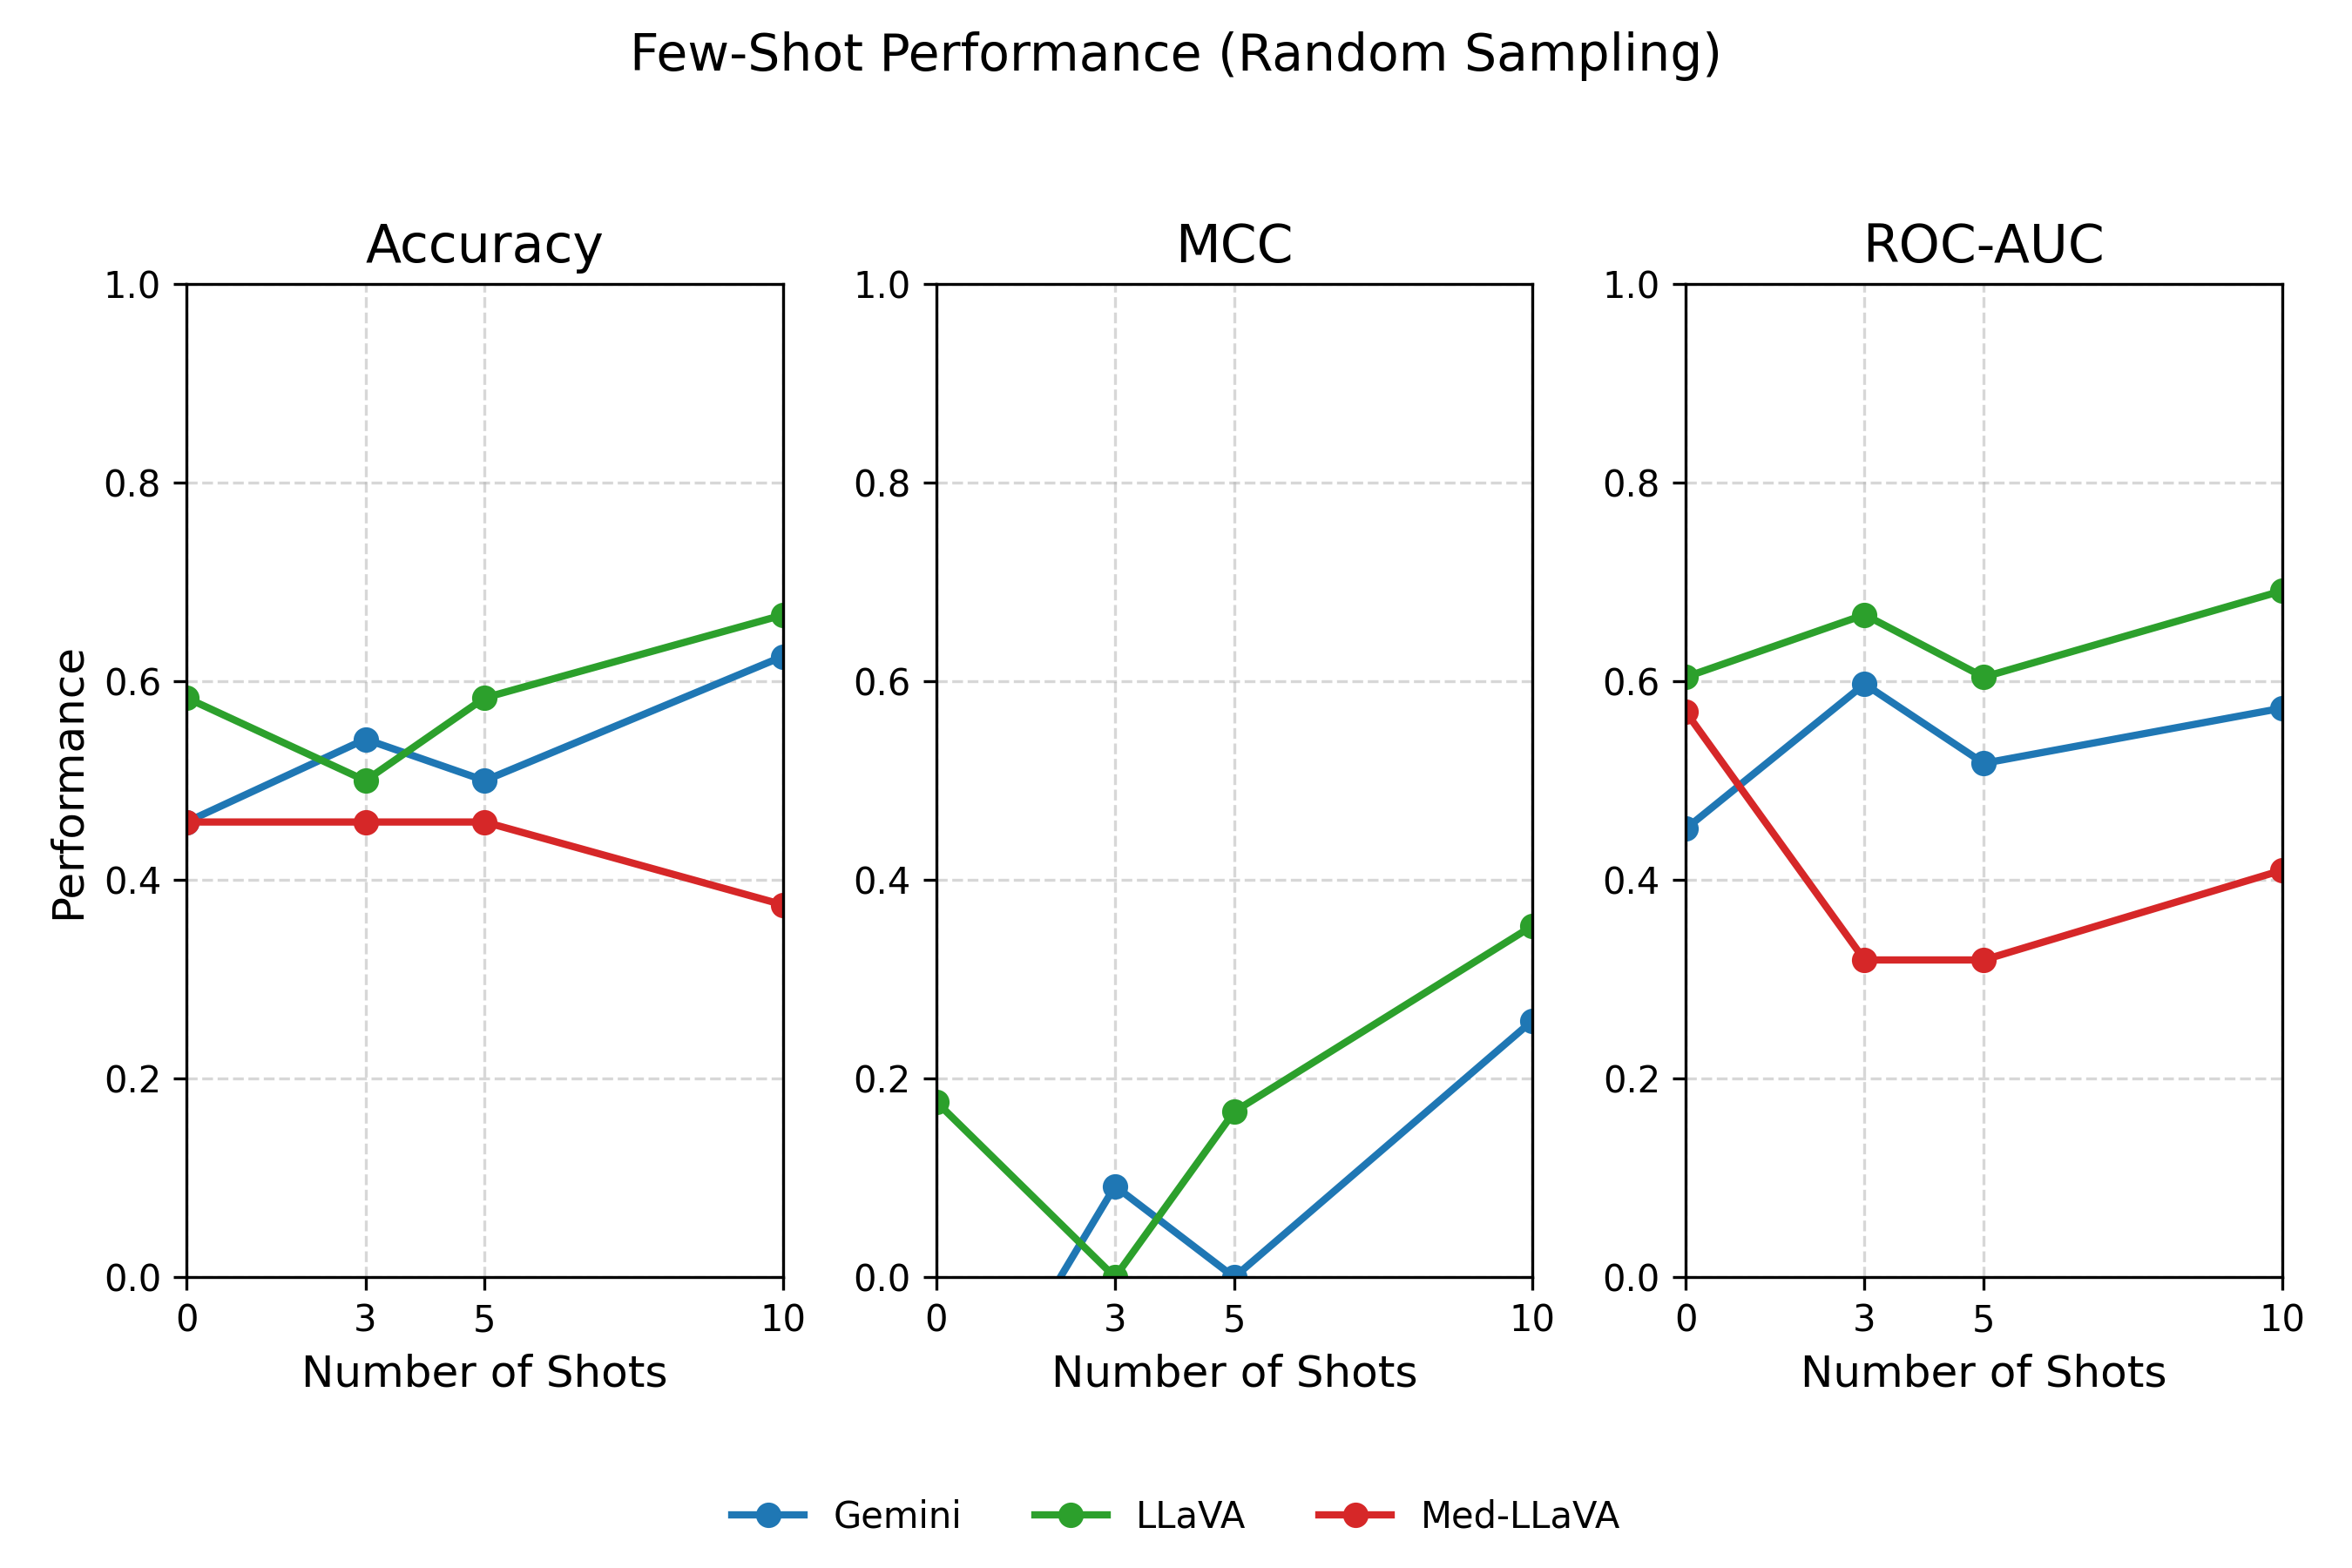 Few-Shot Performance (Random Sampling)
Accuracy
MCC
ROC-AUC
Performance
1.0
0.8
0.6
0.4
0.2
0.0
0 3 5 10
Number of Shots
1.0
0.8
0.6
0.4
0.2
0.0
0 3 5 10
Number of Shots
1.0
0.8
0.6
0.4
0.2
0.0
0 3 5 10
Number of Shots
Gemini LLaVA Med-LLaVA